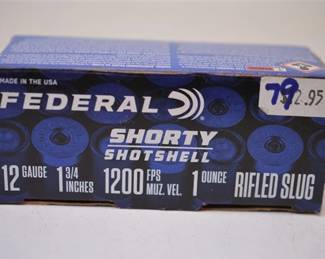 MADE IN THE USA
FEDERAL
79
2.95
SHORTY
SHOTSHELL
12 GAUGE
1 3/4 INCHES
1200 FPS MUZ. VEL.
1 OUNCE
RIFLED SLUG